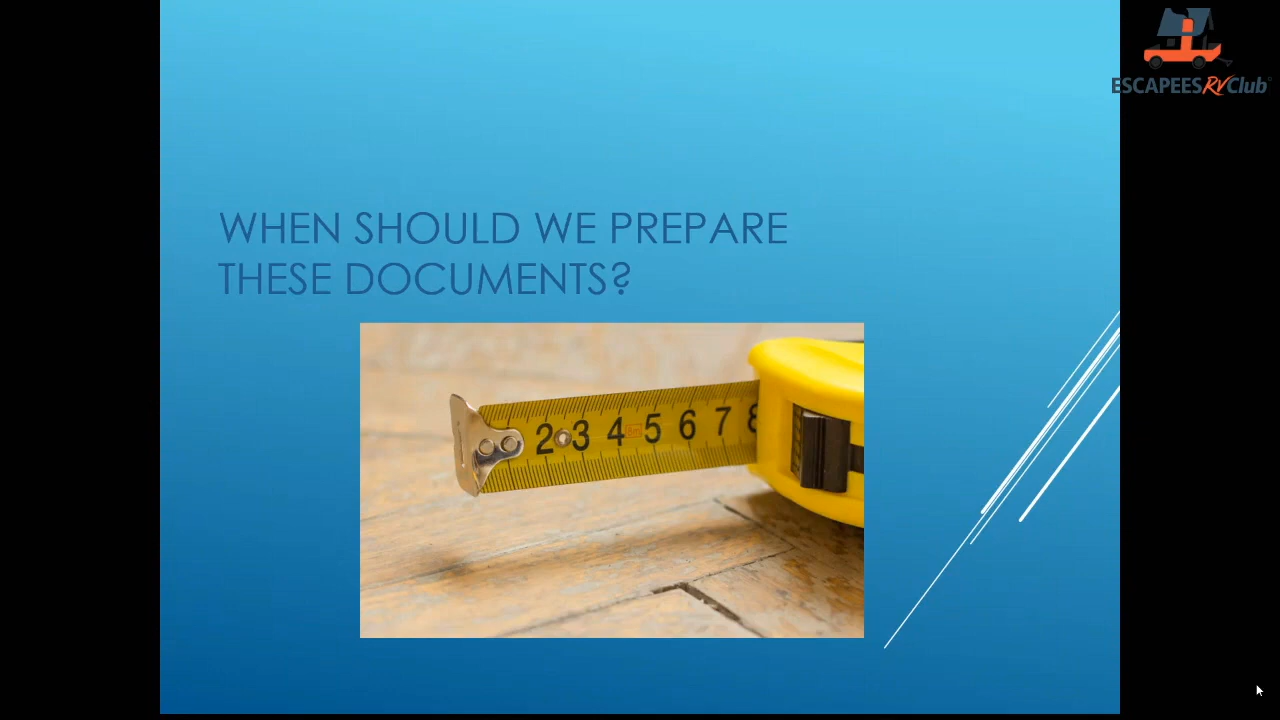 ESCAPEES RV Club
WHEN SHOULD WE PREPARE
THESE DOCUMENTS?
2 3 4 5 6 7 8